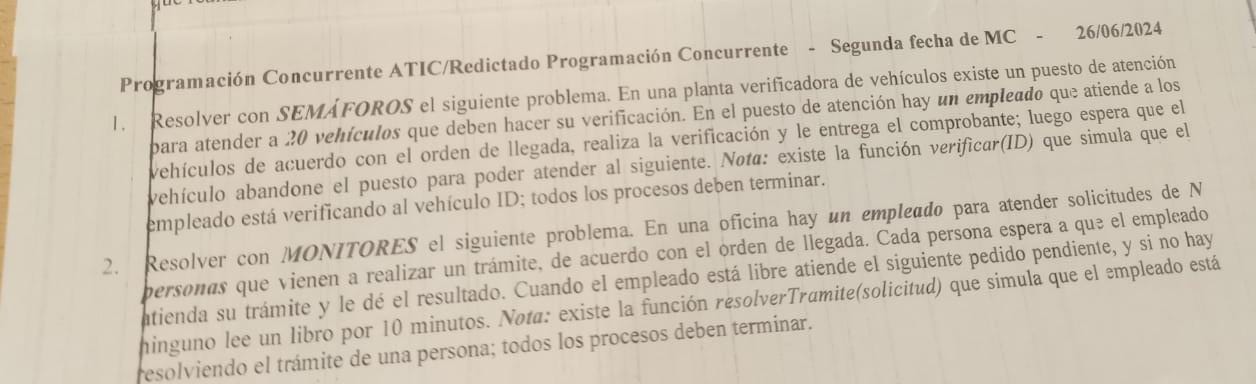 Programación Concurrente ATIC/Redictado Programación Concurrente - Segunda fecha de MC - 26/06/2024
1. Resolver con SEMÁFOROS el siguiente problema. En una planta verificadora de vehículos existe un puesto de atención
para atender a 20 vehículos que deben hacer su verificación. En el puesto de atención hay un empleado que atiende a los
vehículos de acuerdo con el orden de llegada, realiza la verificación y le entrega el comprobante; luego espera que el
vehículo abandone el puesto para poder atender al siguiente. Nota: existe la función verificar(ID) que simula que el
empleado está verificando al vehículo ID; todos los procesos deben terminar.
2. Resolver con MONITORES el siguiente problema. En una oficina hay un empleado para atender solicitudes de N
personas que vienen a realizar un trámite, de acuerdo con el orden de llegada. Cada persona espera a que el empleado
atienda su trámite y le dé el resultado. Cuando el empleado está libre atiende el siguiente pedido pendiente, y si no hay
ninguno lee un libro por 10 minutos. Nota: existe la función resolverTramite(solicitud) que simula que el empleado está
resolviendo el trámite de una persona; todos los procesos deben terminar.